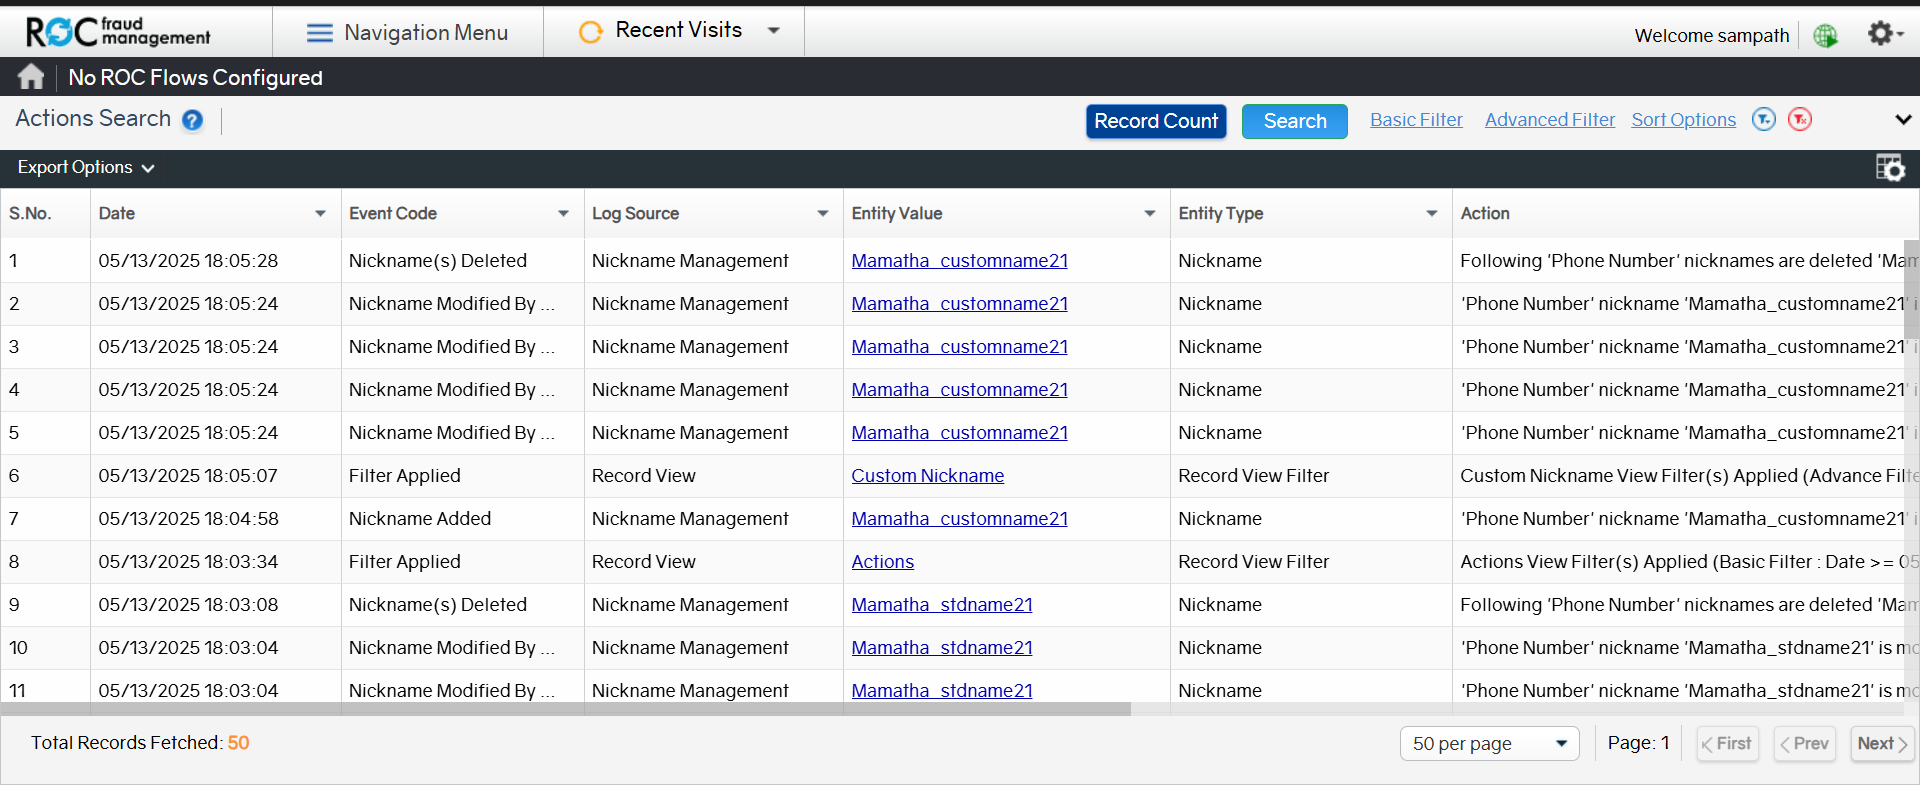 ROC fraud management
Navigation Menu
Recent Visits
Welcome sampath
No ROC Flows Configured
Actions Search ?
Record Count
Search
Basic Filter
Advanced Filter
Sort Options
Export Options
S.No. Date Event Code Log Source Entity Value Entity Type Action
1 05/13/2025 18:05:28 Nickname(s) Deleted Nickname Management Mamatha_customname21 Nickname Following 'Phone Number' nicknames are deleted 'Mam
2 05/13/2025 18:05:24 Nickname Modified By ... Nickname Management Mamatha_customname21 Nickname 'Phone Number' nickname 'Mamatha_customname21' i
3 05/13/2025 18:05:24 Nickname Modified By ... Nickname Management Mamatha_customname21 Nickname 'Phone Number' nickname 'Mamatha_customname21' i
4 05/13/2025 18:05:24 Nickname Modified By ... Nickname Management Mamatha_customname21 Nickname 'Phone Number' nickname 'Mamatha_customname21' i
5 05/13/2025 18:05:24 Nickname Modified By ... Nickname Management Mamatha_customname21 Nickname 'Phone Number' nickname 'Mamatha_customname21' i
6 05/13/2025 18:05:07 Filter Applied Record View Custom Nickname Record View Filter Custom Nickname View Filter(s) Applied (Advance Filte
7 05/13/2025 18:04:58 Nickname Added Nickname Management Mamatha_customname21 Nickname 'Phone Number' nickname 'Mamatha_customname21' i
8 05/13/2025 18:03:34 Filter Applied Record View Actions Record View Filter Actions View Filter(s) Applied (Basic Filter : Date >= 05
9 05/13/2025 18:03:08 Nickname(s) Deleted Nickname Management Mamatha_stdname21 Nickname Following 'Phone Number' nicknames are deleted 'Mam
10 05/13/2025 18:03:04 Nickname Modified By ... Nickname Management Mamatha_stdname21 Nickname 'Phone Number' nickname 'Mamatha_stdname21' is mo
11 05/13/2025 18:03:04 Nickname Modified By ... Nickname Management Mamatha_stdname21 Nickname 'Phone Number' nickname 'Mamatha_stdname21' is mo
Total Records Fetched: 50
50 per page
Page: 1
First
Prev
Next